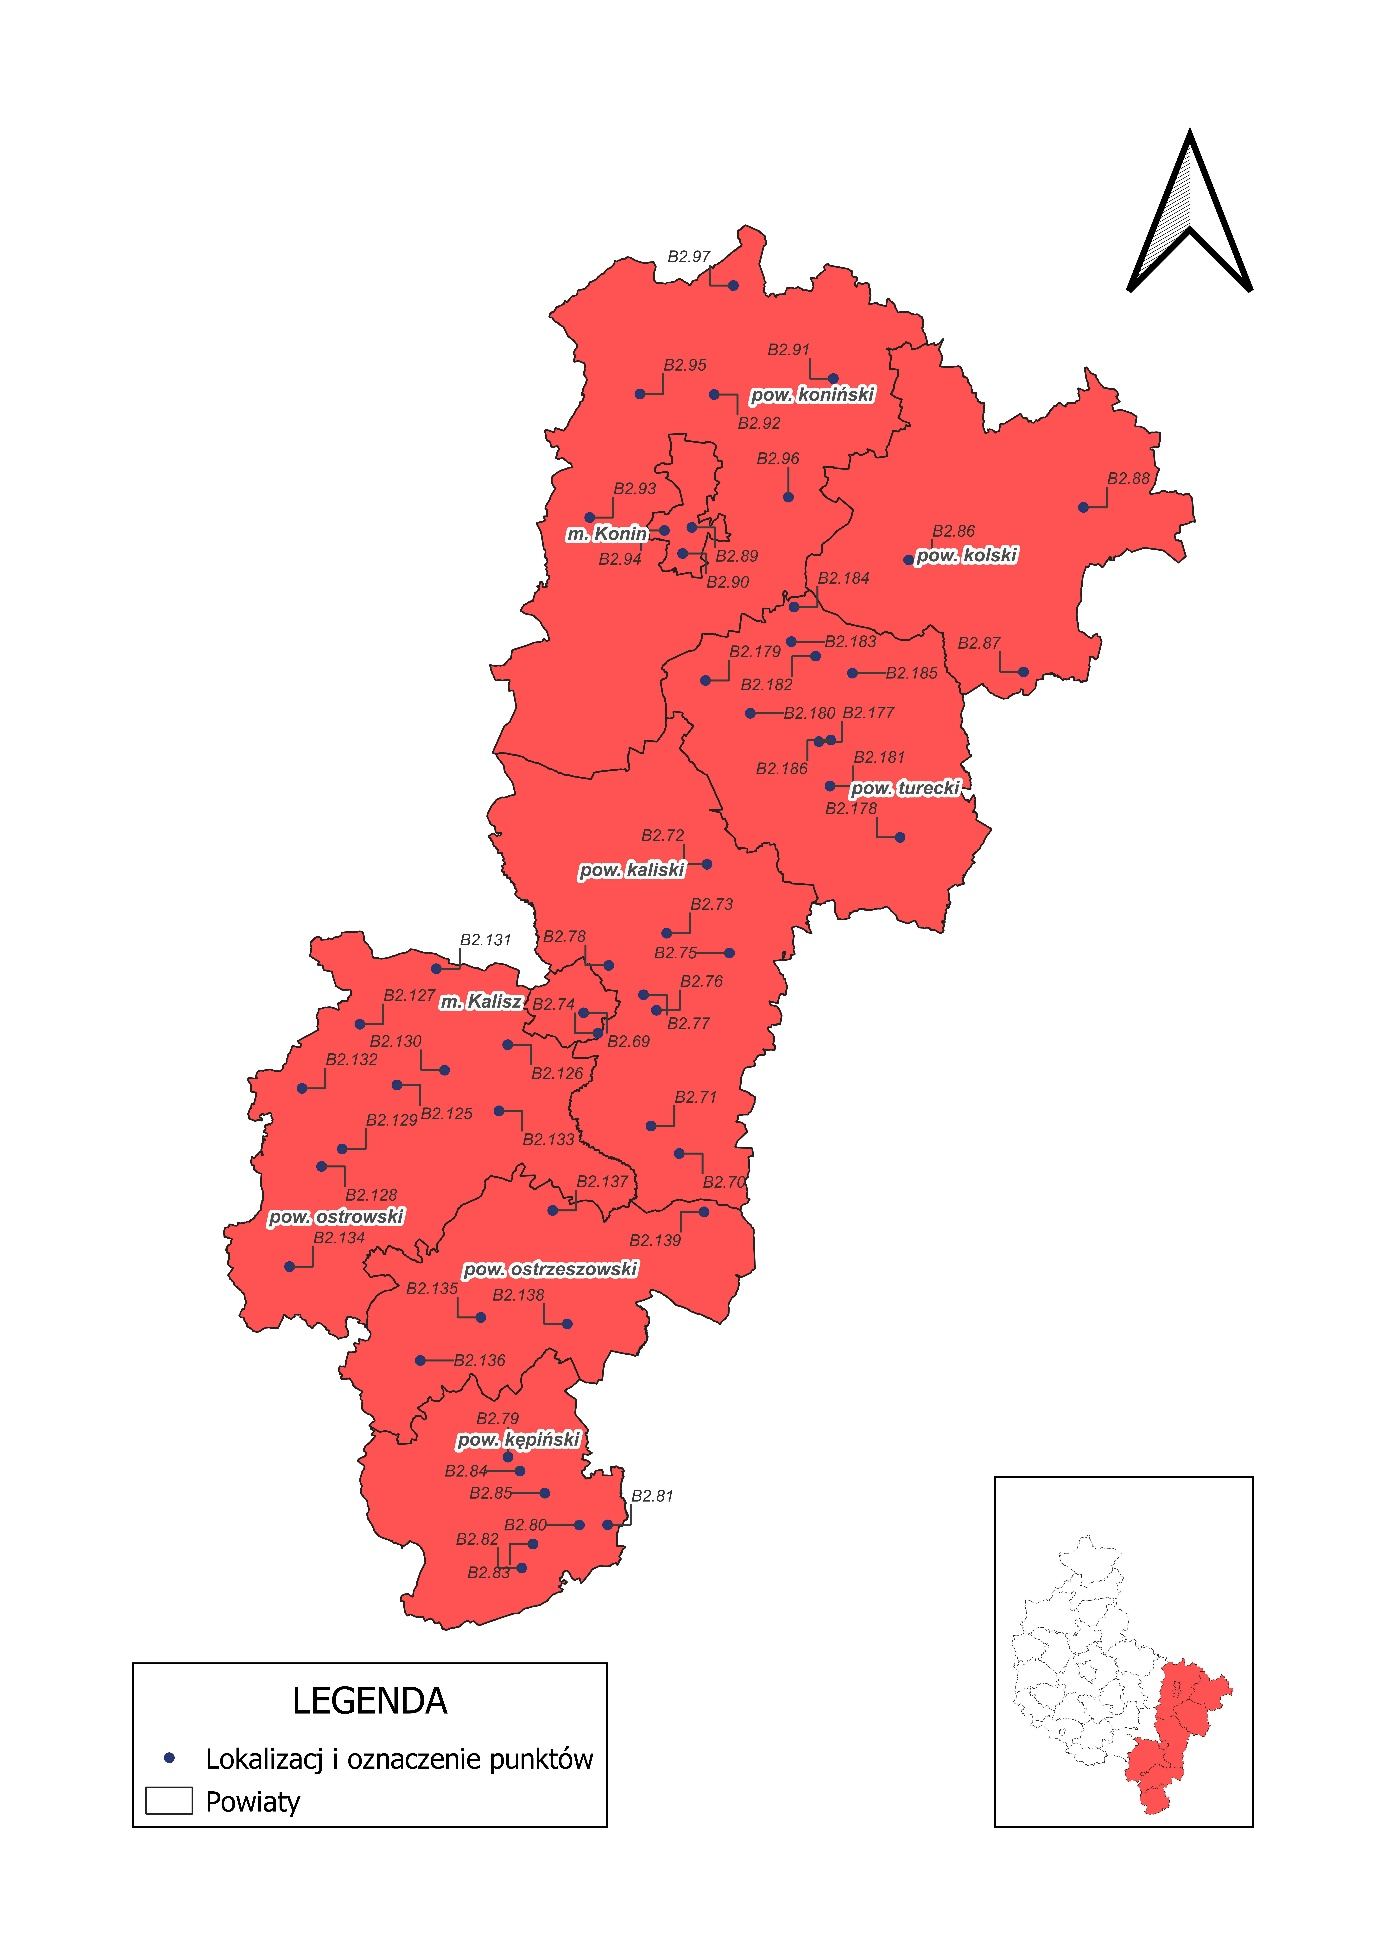 B2.97
B2.91
B2.95
pow. koniński
B2.92
B2.96
B2.93
B2.88
m. Konin
B2.86
B2.94
B2.89
pow. kolski
B2.90
B2.184
B2.183
B2.87
B2.179
B2.182
B2.185
B2.180
B2.177
B2.186
B2.181
pow. turecki
B2.178
B2.72
pow. kaliski
B2.73
B2.131
B2.78
B2.75
B2.76
B2.127
m. Kalisz
B2.74
B2.77
B2.130
B2.69
B2.132
B2.126
B2.71
B2.125
B2.129
B2.133
B2.137
B2.70
B2.128
pow. ostrowski
B2.134
B2.139
pow. ostrzeszowski
B2.135
B2.138
B2.136
B2.79
pow. kępiński
B2.84
B2.85
B2.81
B2.80
B2.82
B2.83
LEGENDA
Lokalizacj i oznaczenie punktów
Powiaty